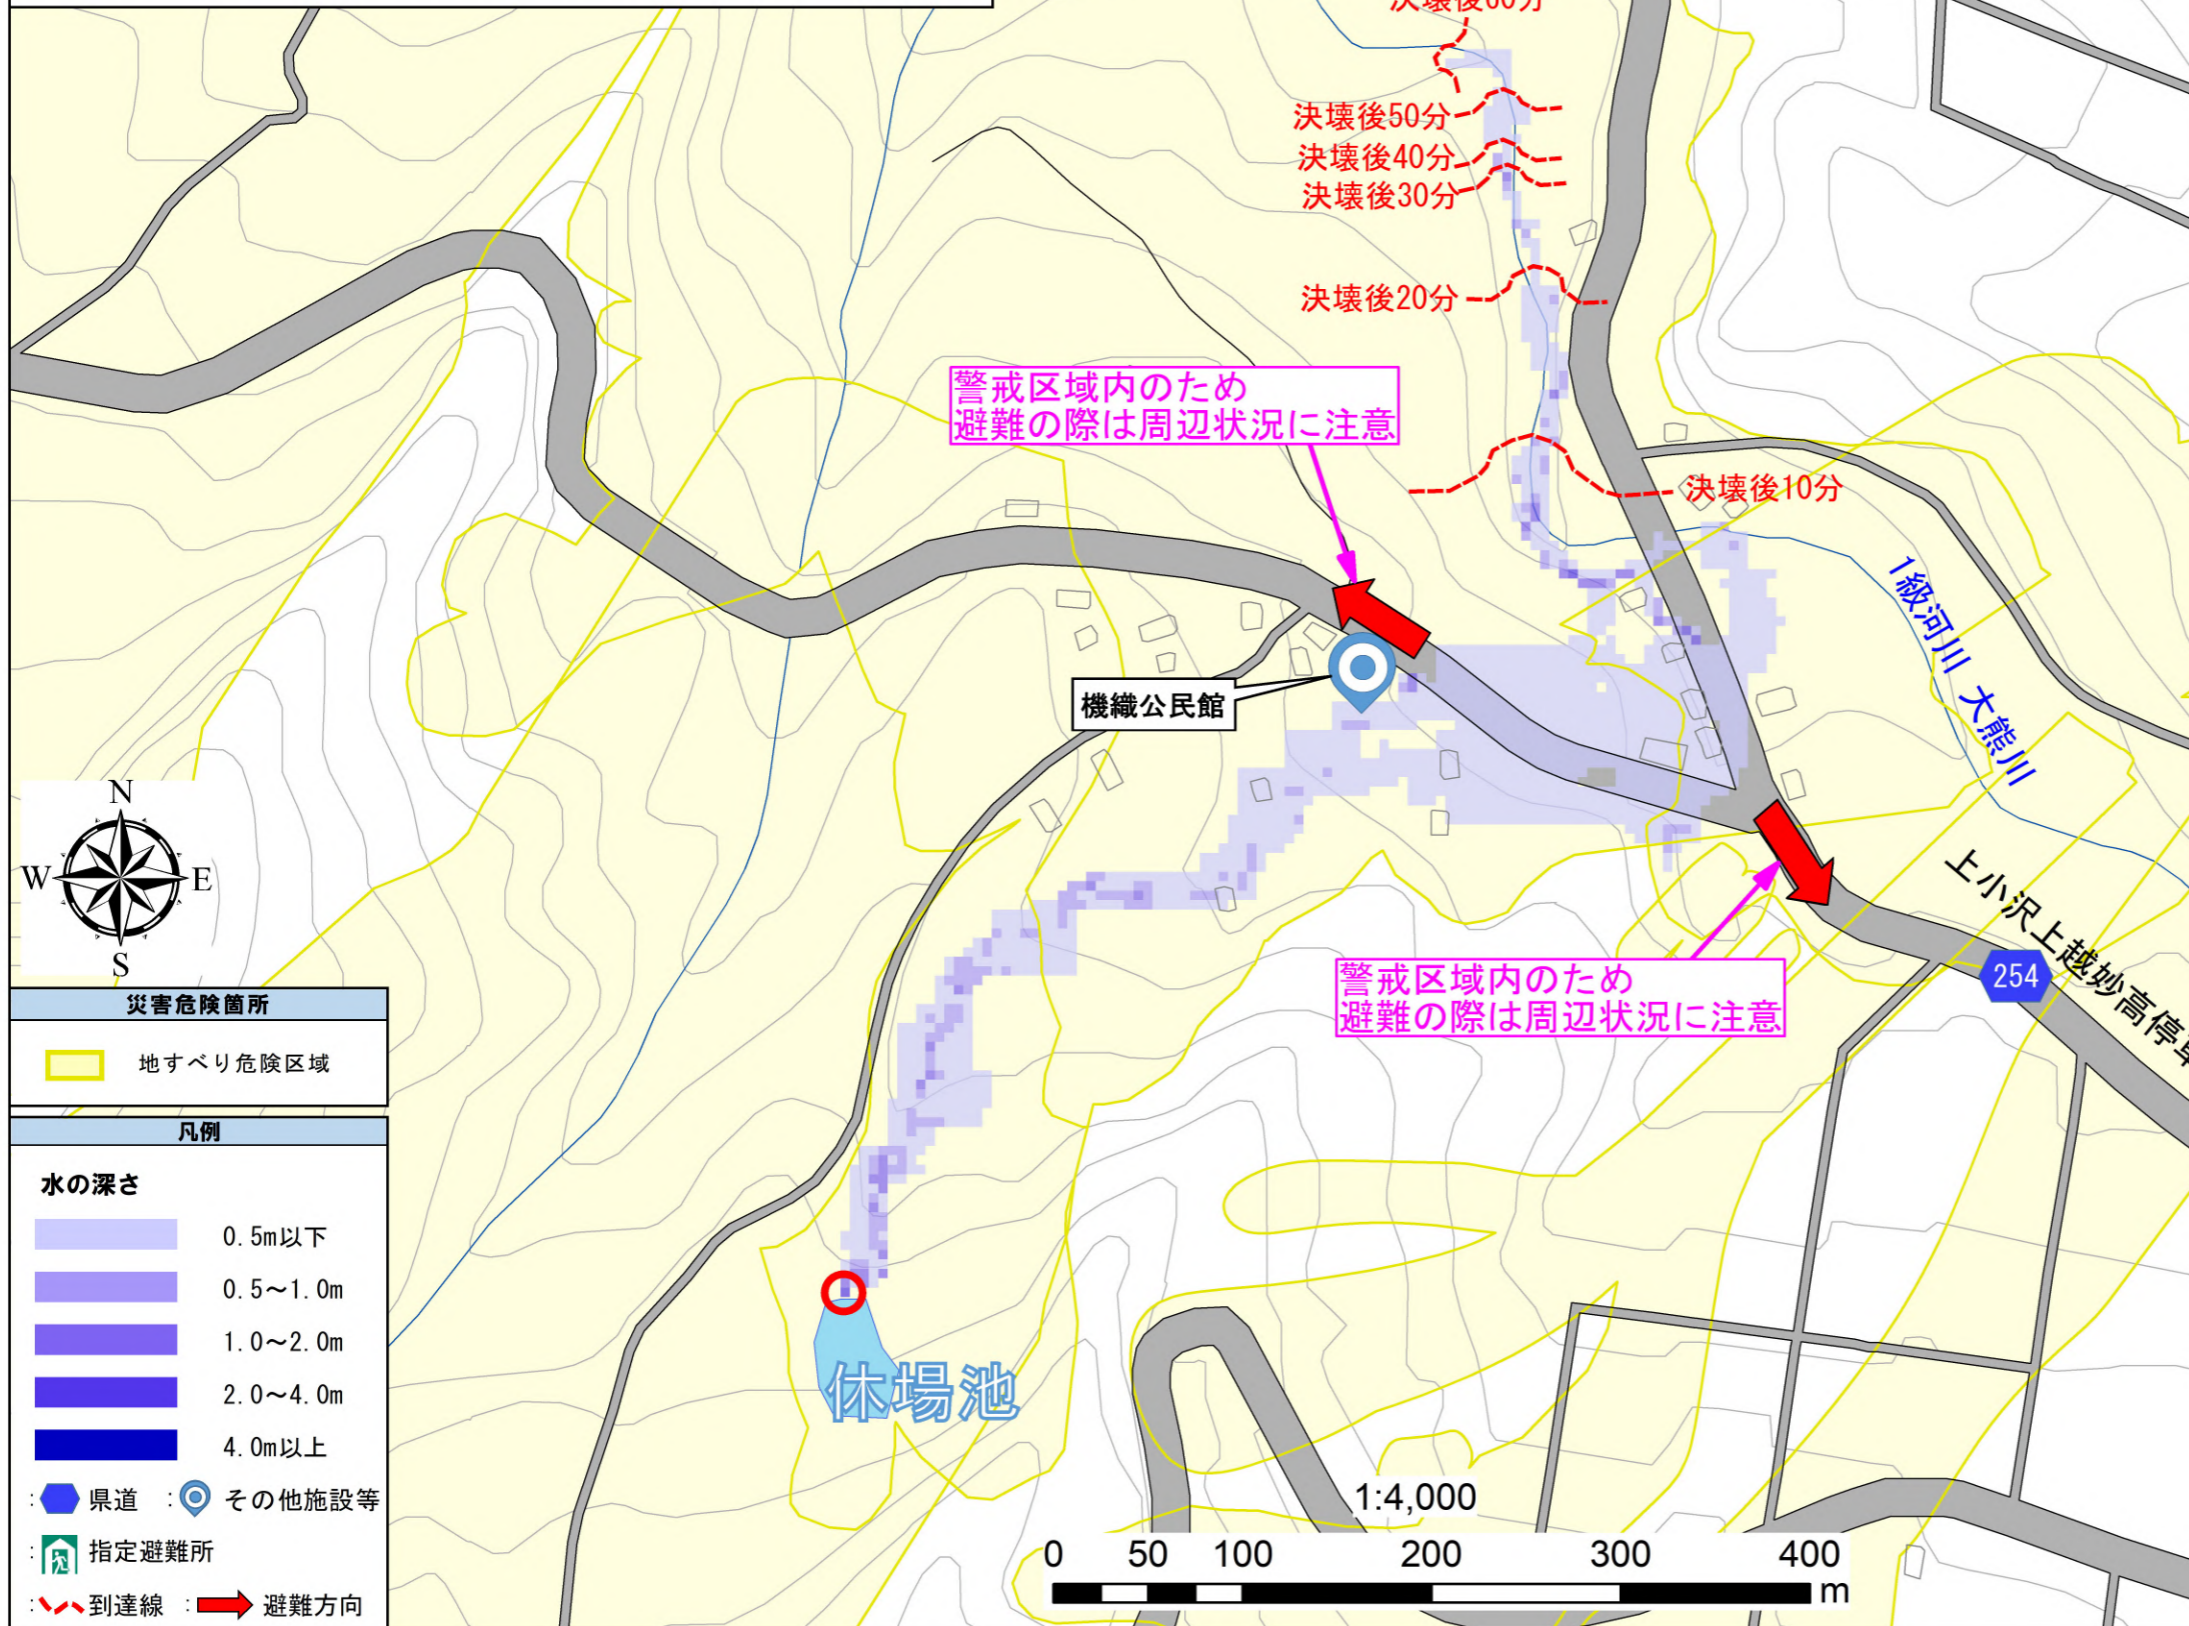 決壊後60分
決壊後50分
決壊後40分
決壊後30分
決壊後20分
警戒区域内のため
避難の際は周辺状況に注意
決壊後10分
1級河川 大熊川
機織公民館
N
W
E
S
上小沢上越妙高停車
254
警戒区域内のため
避難の際は周辺状況に注意
災害危険箇所
地すべり危険区域
凡例
水の深さ
0.5m以下
0.5～1.0m
1.0～2.0m
2.0～4.0m
4.0m以上
: 県道 : その他施設等
: 指定避難所
: 到達線 : 避難方向
休場池
1:4,000
0 50 100 200 300 400
m